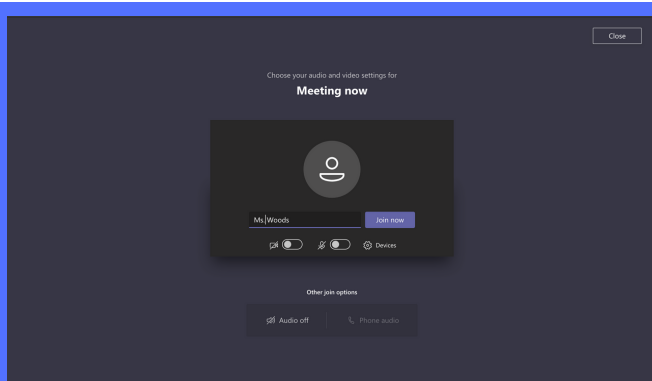 Close
Choose your audio and video settings for
Meeting now
Ms. Woods
Join now
Devices
Other join options
Audio off
Phone audio